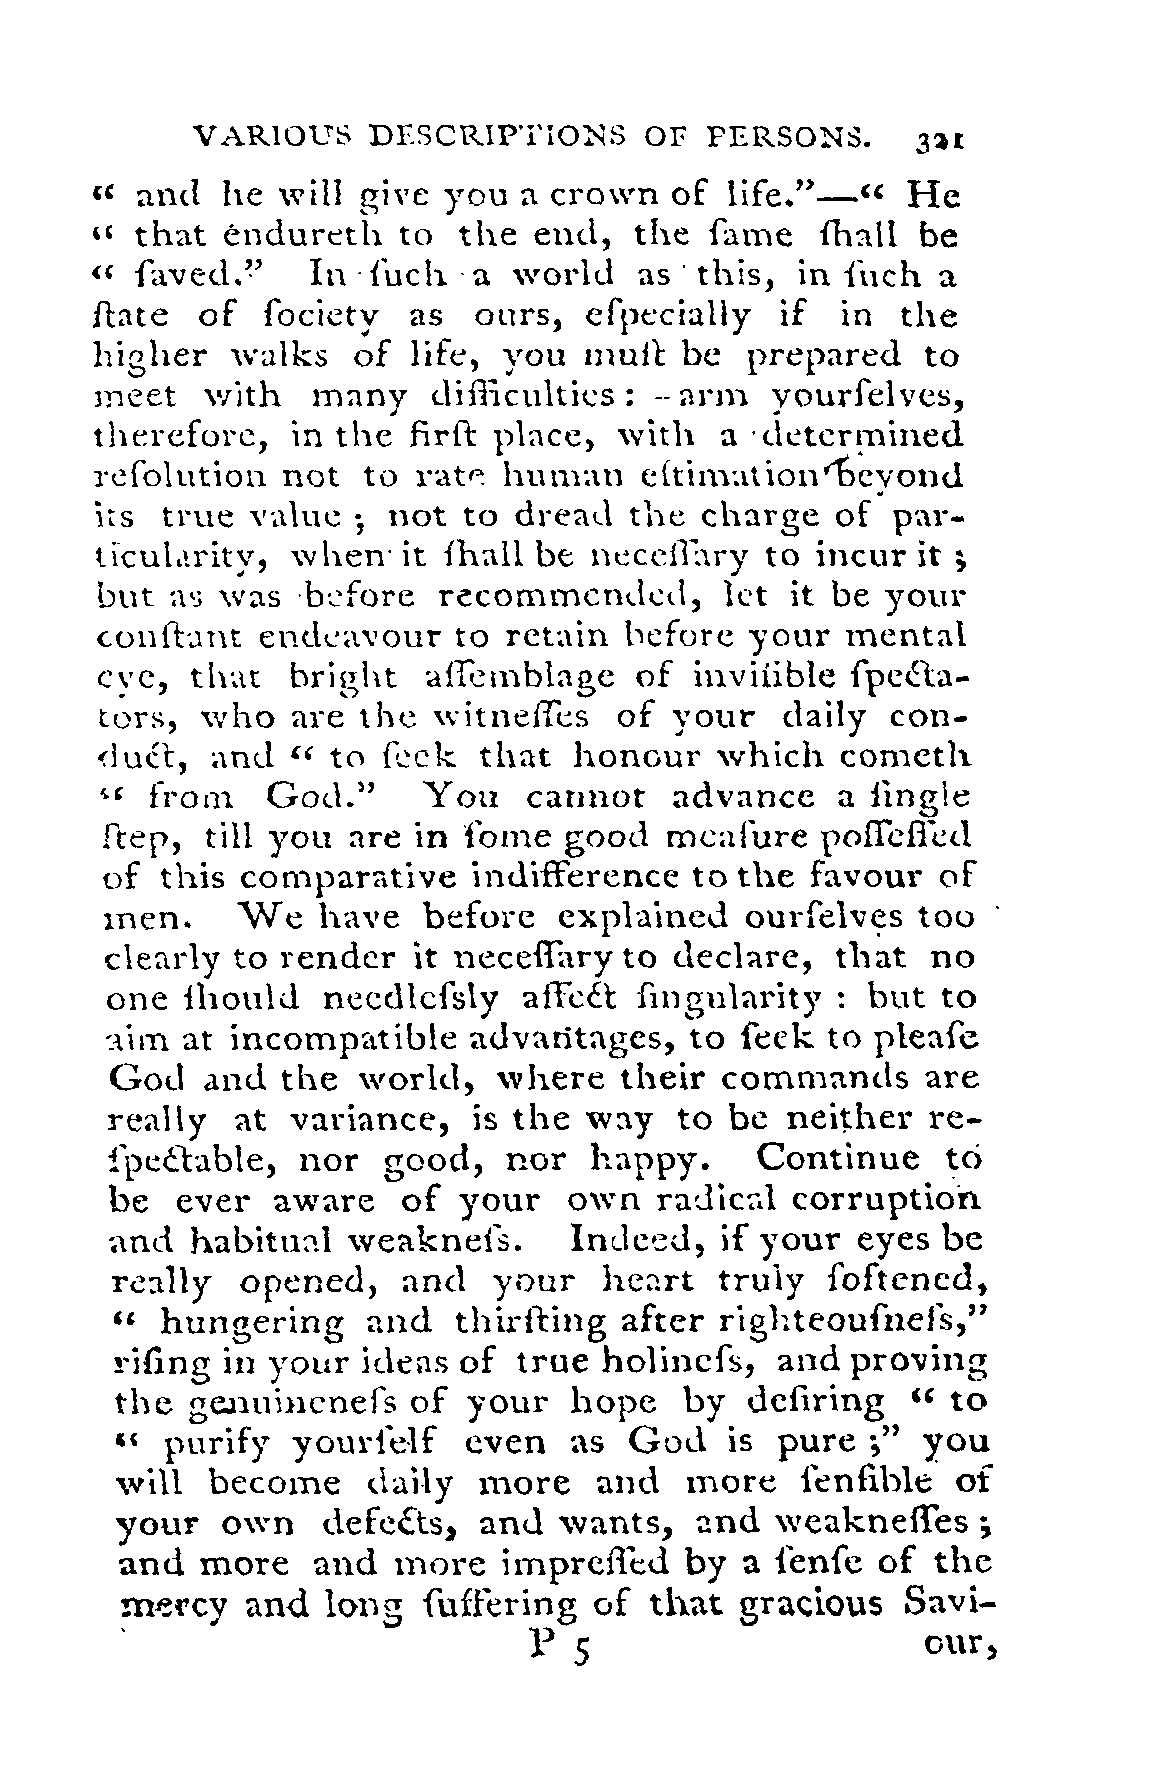 VARIOUS DESCRIPTIONS OF PERSONS. 321
“ and he will give you a crown of life.”—“ He
“ that endureth to the end, the ſame ſhall be
“ ſaved.” In ſuch a world as this, in ſuch a
ſtate of ſociety as ours, eſpecially if in the
higher walks of life, you muſt be prepared to
meet with many difficulties : - arm yourſelves,
therefore, in the firſt place, with a determined
reſolution not to rate human eſtimation beyond
its true value ; not to dread the charge of par-
ticularity, when it ſhall be neceſſary to incur it ;
but as was before recommended, let it be your
conſtant endeavour to retain before your mental
eye, that bright aſſemblage of inviſible ſpecta-
tors, who are the witneſſes of your daily con-
duct, and “ to ſeek that honour which cometh
“ from God.” You cannot advance a ſingle
ſtep, till you are in ſome good meaſure poſſeſſed
of this comparative indifference to the favour of
men. We have before explained ourſelves too
clearly to render it neceſſary to declare, that no
one ſhould needleſsly affect ſingularity : but to
aim at incompatible advantages, to ſeek to pleaſe
God and the world, where their commands are
really at variance, is the way to be neither re-
ſpectable, nor good, nor happy. Continue to
be ever aware of your own radical corruption
and habitual weakneſs. Indeed, if your eyes be
really opened, and your heart truly ſoftened,
“ hungering and thirſting after righteouſneſs,”
riſing in your ideas of true holineſs, and proving
the genuineneſs of your hope by deſiring “ to
“ purify yourſelf even as God is pure ;” you
will become daily more and more ſenſible of
your own defects, and wants, and weakneſſes ;
and more and more impreſſed by a ſenſe of the
mercy and long ſuffering of that gracious Savi-
P 5 our,